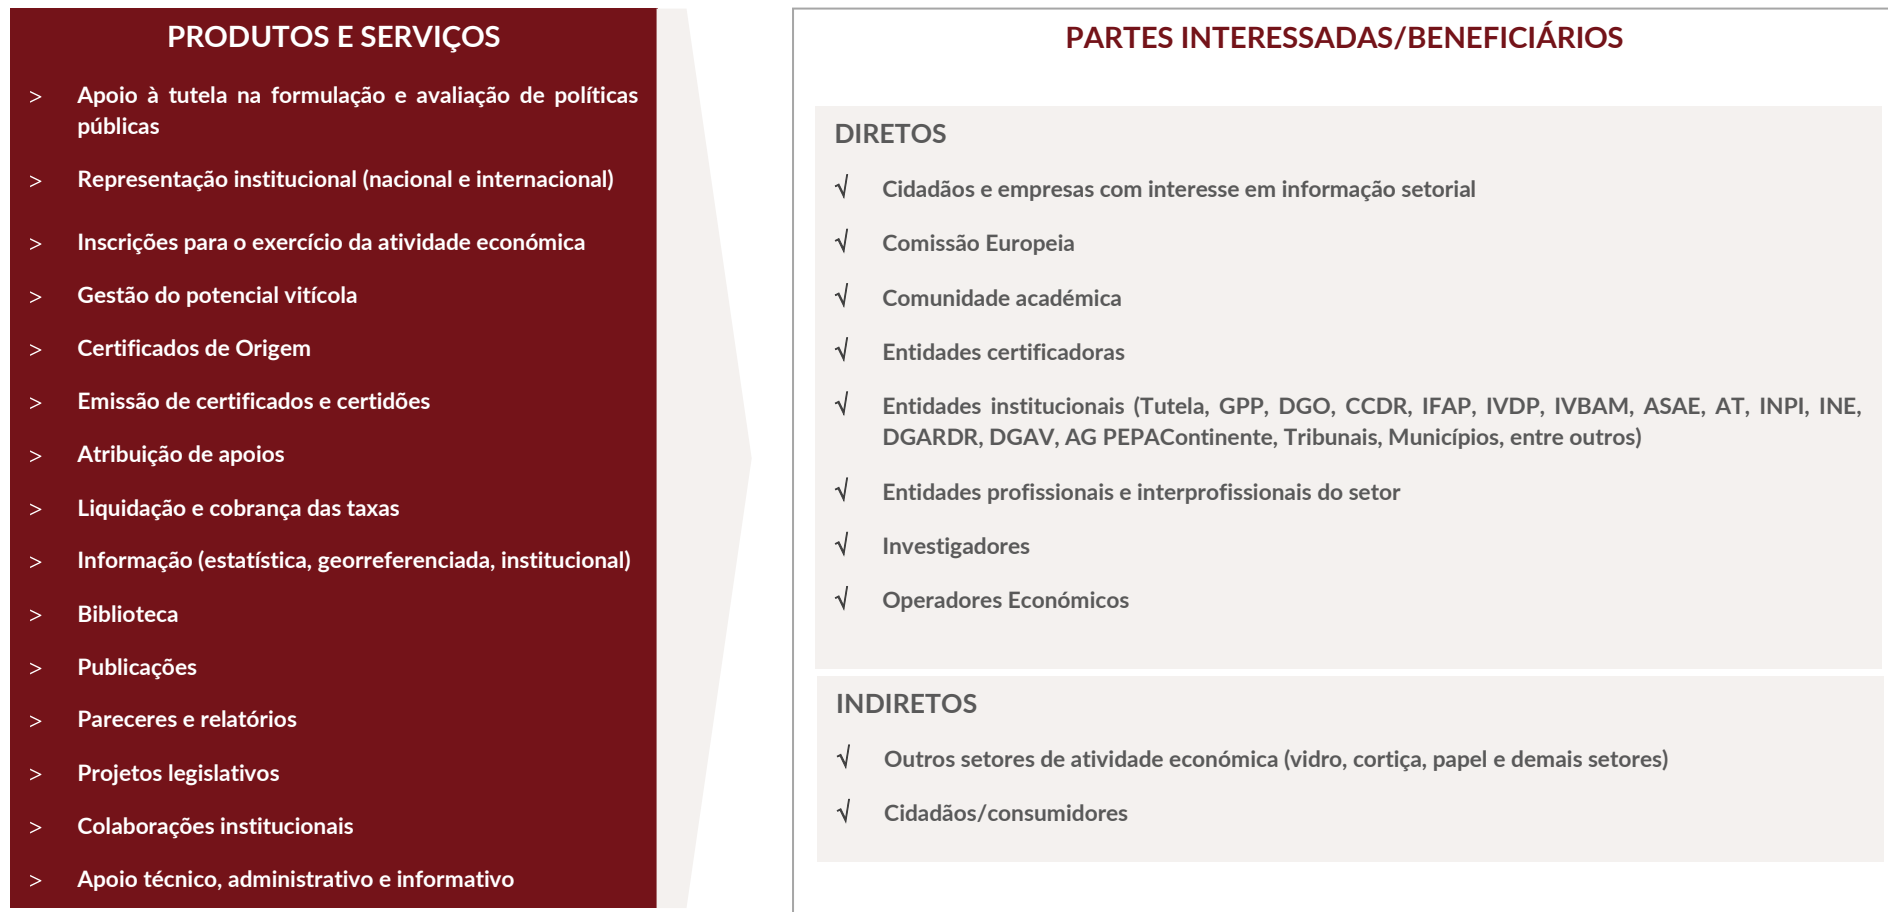 PRODUTOS E SERVIÇOS
> Apoio à tutela na formulação e avaliação de políticas
públicas
> Representação institucional (nacional e internacional)
> Inscrições para o exercício da atividade económica
> Gestão do potencial vitícola
> Certificados de Origem
> Emissão de certificados e certidões
> Atribuição de apoios
> Liquidação e cobrança das taxas
> Informação (estatística, georreferenciada, institucional)
> Biblioteca
> Publicações
> Pareceres e relatórios
> Projetos legislativos
> Colaborações institucionais
> Apoio técnico, administrativo e informativo
PARTES INTERESSADAS/BENEFICIÁRIOS
DIRETOS
√ Cidadãos e empresas com interesse em informação setorial
√ Comissão Europeia
√ Comunidade académica
√ Entidades certificadoras
√ Entidades institucionais (Tutela, GPP, DGO, CCDR, IFAP, IVDP, IVBAM, ASAE, AT, INPI, INE,
DGARDR, DGAV, AG PEPAContinente, Tribunais, Municípios, entre outros)
√ Entidades profissionais e interprofissionais do setor
√ Investigadores
√ Operadores Económicos
INDIRETOS
√ Outros setores de atividade económica (vidro, cortiça, papel e demais setores)
√ Cidadãos/consumidores